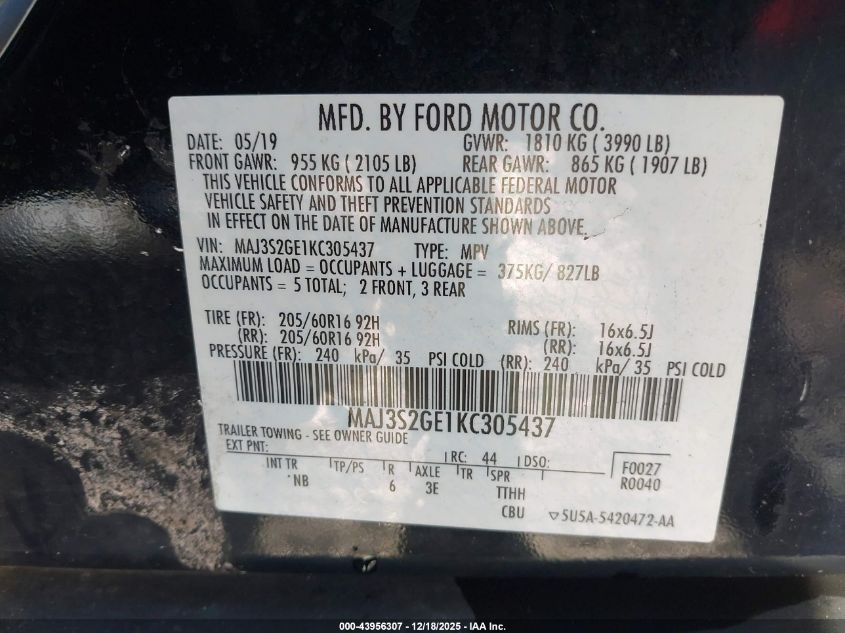 MFD. BY FORD MOTOR CO.
DATE: 05/19 GVWR: 1810 KG ( 3990 LB)
FRONT GAWR: 955 KG ( 2105 LB) REAR GAWR: 865 KG ( 1907 LB)
THIS VEHICLE CONFORMS TO ALL APPLICABLE FEDERAL MOTOR
VEHICLE SAFETY AND THEFT PREVENTION STANDARDS
IN EFFECT ON THE DATE OF MANUFACTURE SHOWN ABOVE.
VIN: MAJ3S2GE1KC305437 TYPE: MPV
MAXIMUM LOAD = OCCUPANTS + LUGGAGE = 375KG/ 827LB
OCCUPANTS = 5 TOTAL; 2 FRONT, 3 REAR
TIRE (FR): 205/60R16 92H RIMS (FR): 16x6.5J
(RR): 205/60R16 92H (RR): 16x6.5J
PRESSURE (FR): 240 kPa/ 35 PSI COLD (RR): 240 kPa/ 35 PSI COLD
MAJ3S2GE1KC305437
TRAILER TOWING - SEE OWNER GUIDE
EXT PNT: RC: 44 DSO: F0027
R0040
INT TR TP/PS R AXLE TR SPR
NB 6 3E TTHH
CBU ▽5U5A-5420472-AA
000-43956307 - 12/18/2025 - IAA Inc.